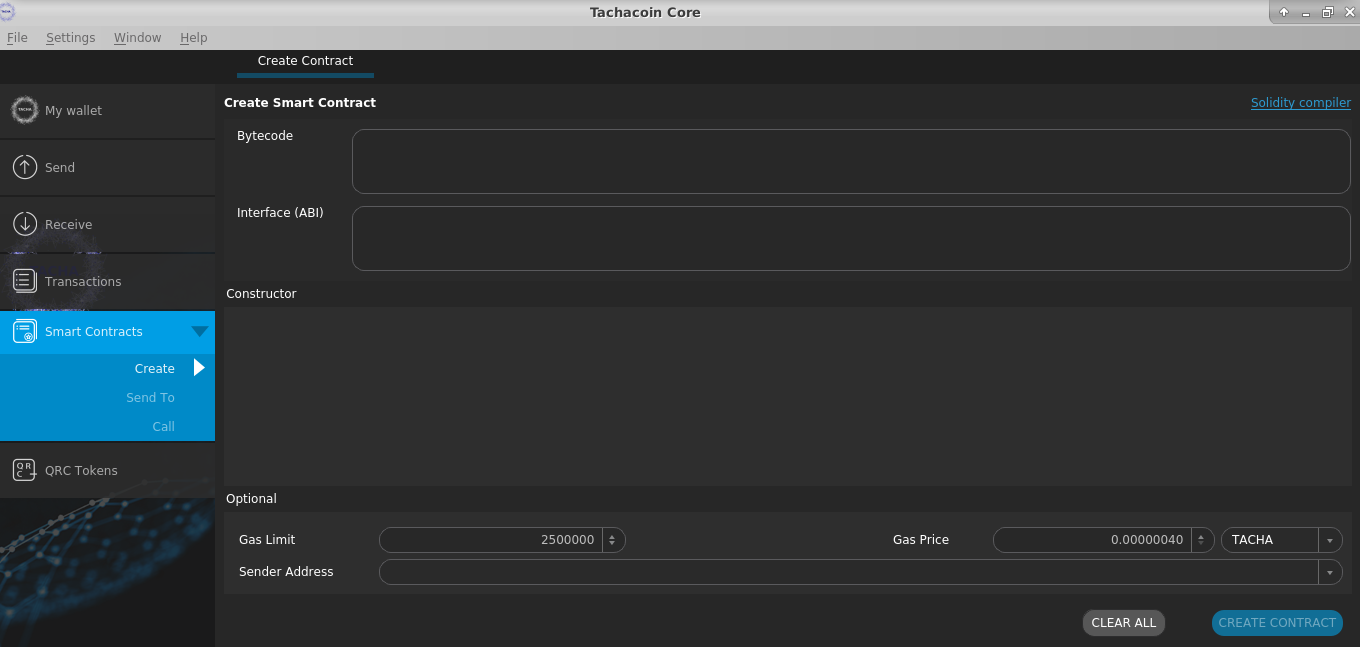 Tachacoin Core
File Settings Window Help
Create Contract
Create Smart Contract
Solidity compiler
TACHA
My wallet
Send
Receive
Transactions
Smart Contracts
Create
Send To
Call
QRC
QRC Tokens
Bytecode
Interface (ABI)
Constructor
Optional
Gas Limit 2500000
Gas Price 0.00000040 TACHA
Sender Address
CLEAR ALL
CREATE CONTRACT